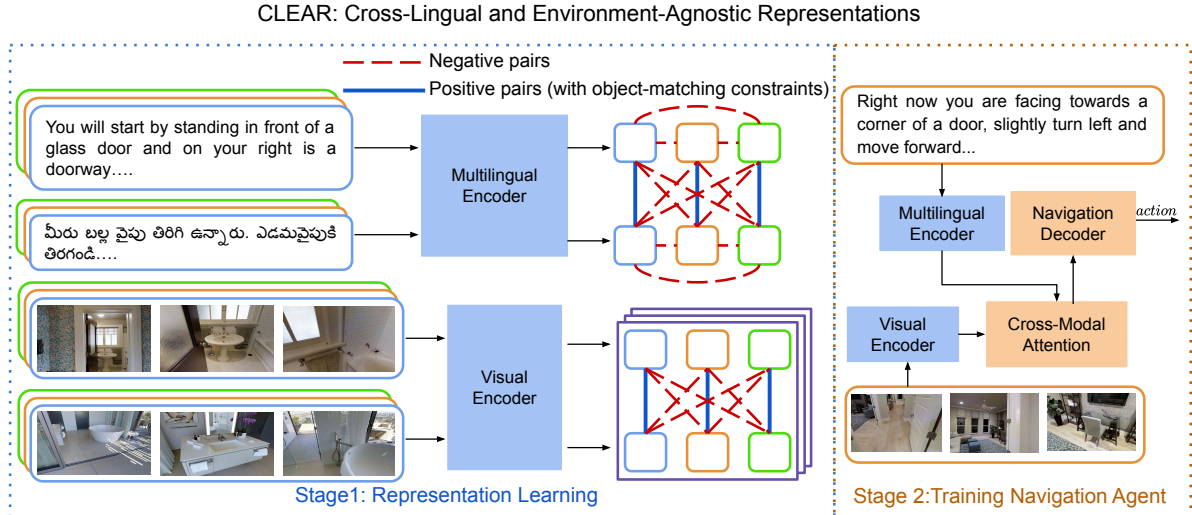 CLEAR: Cross-Lingual and Environment-Agnostic Representations
Negative pairs
Positive pairs (with object-matching constraints)
You will start by standing in front of a
glass door and on your right is a
doorway....
Multilingual
Encoder
మీరు బల్ల వైపు తిరిగి ఉన్నారు. ఎడమవైపుకి
తిరగండి....
Visual
Encoder
Stage1: Representation Learning
Right now you are facing towards a
corner of a door, slightly turn left and
move forward...
Multilingual
Encoder
Navigation
Decoder
action
Visual
Encoder
Cross-Modal
Attention
Stage 2:Training Navigation Agent